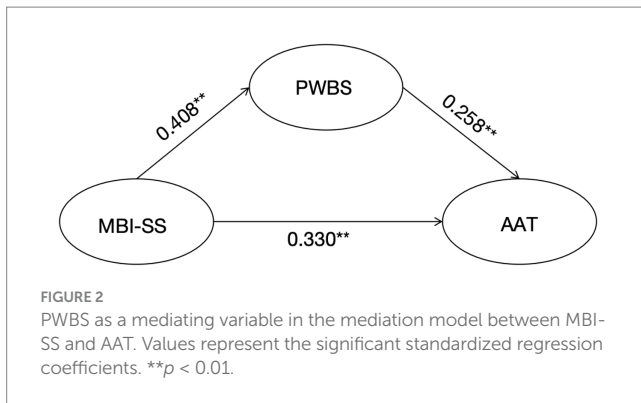 PWBS
0.408**
0.258**
MBI-SS
AAT
0.330**
FIGURE 2
PWBS as a mediating variable in the mediation model between MBI-
SS and AAT. Values represent the significant standardized regression
coefficients. **p < 0.01.